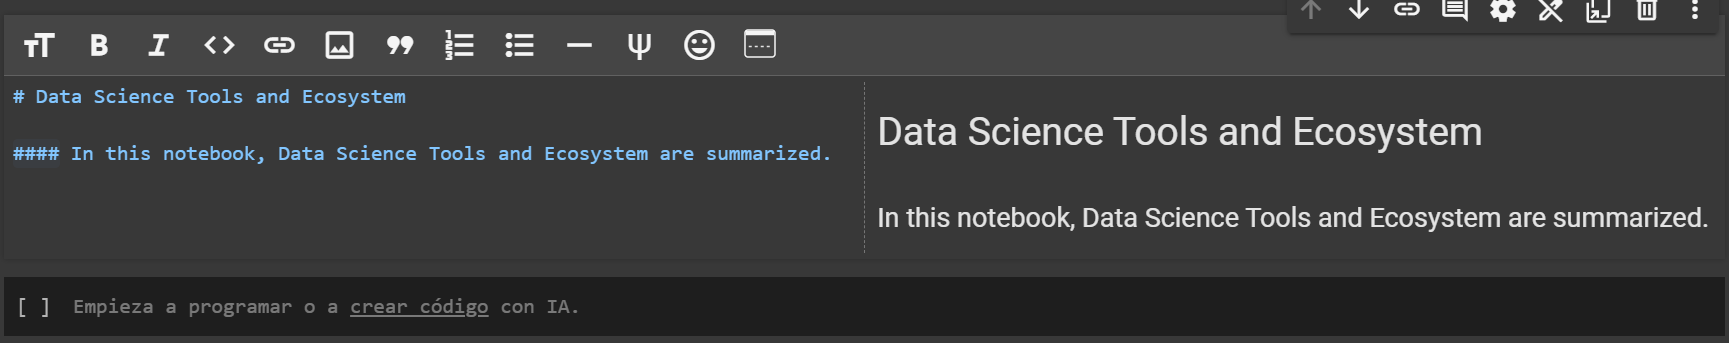 # Data Science Tools and Ecosystem
#### In this notebook, Data Science Tools and Ecosystem are summarized.
Data Science Tools and Ecosystem
In this notebook, Data Science Tools and Ecosystem are summarized.
[ ] Empieza a programar o a crear código con IA.